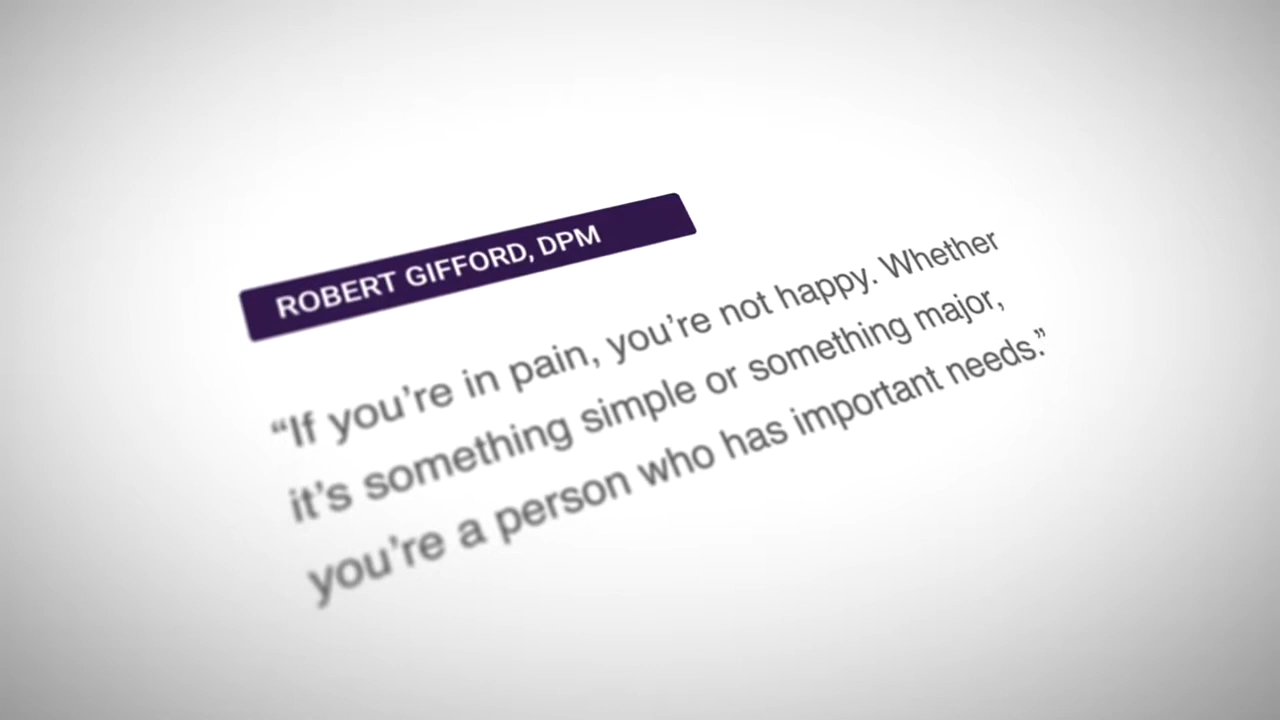 ROBERT GIFFORD, DPM
“If you’re in pain, you’re not happy. Whether
it’s something simple or something major,
you’re a person who has important needs.”